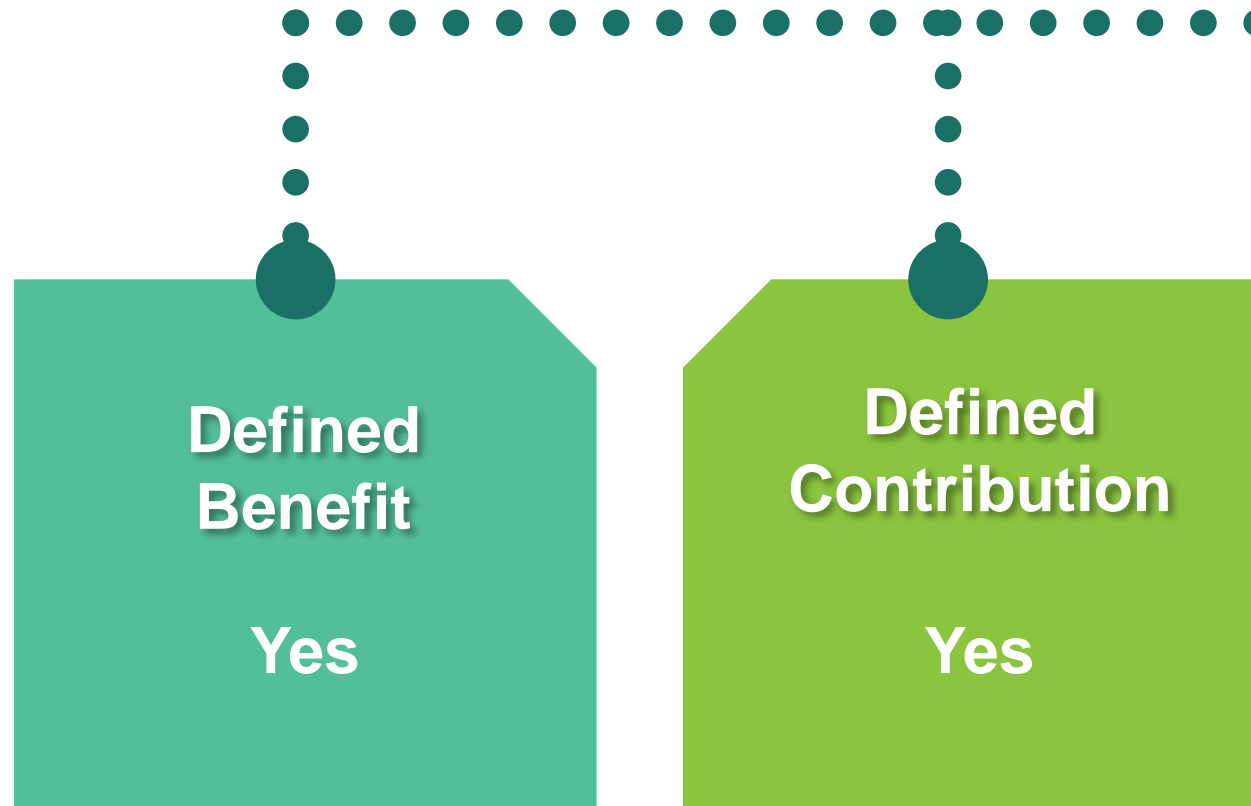 Defined
Benefit
Yes
Defined
Contribution
Yes